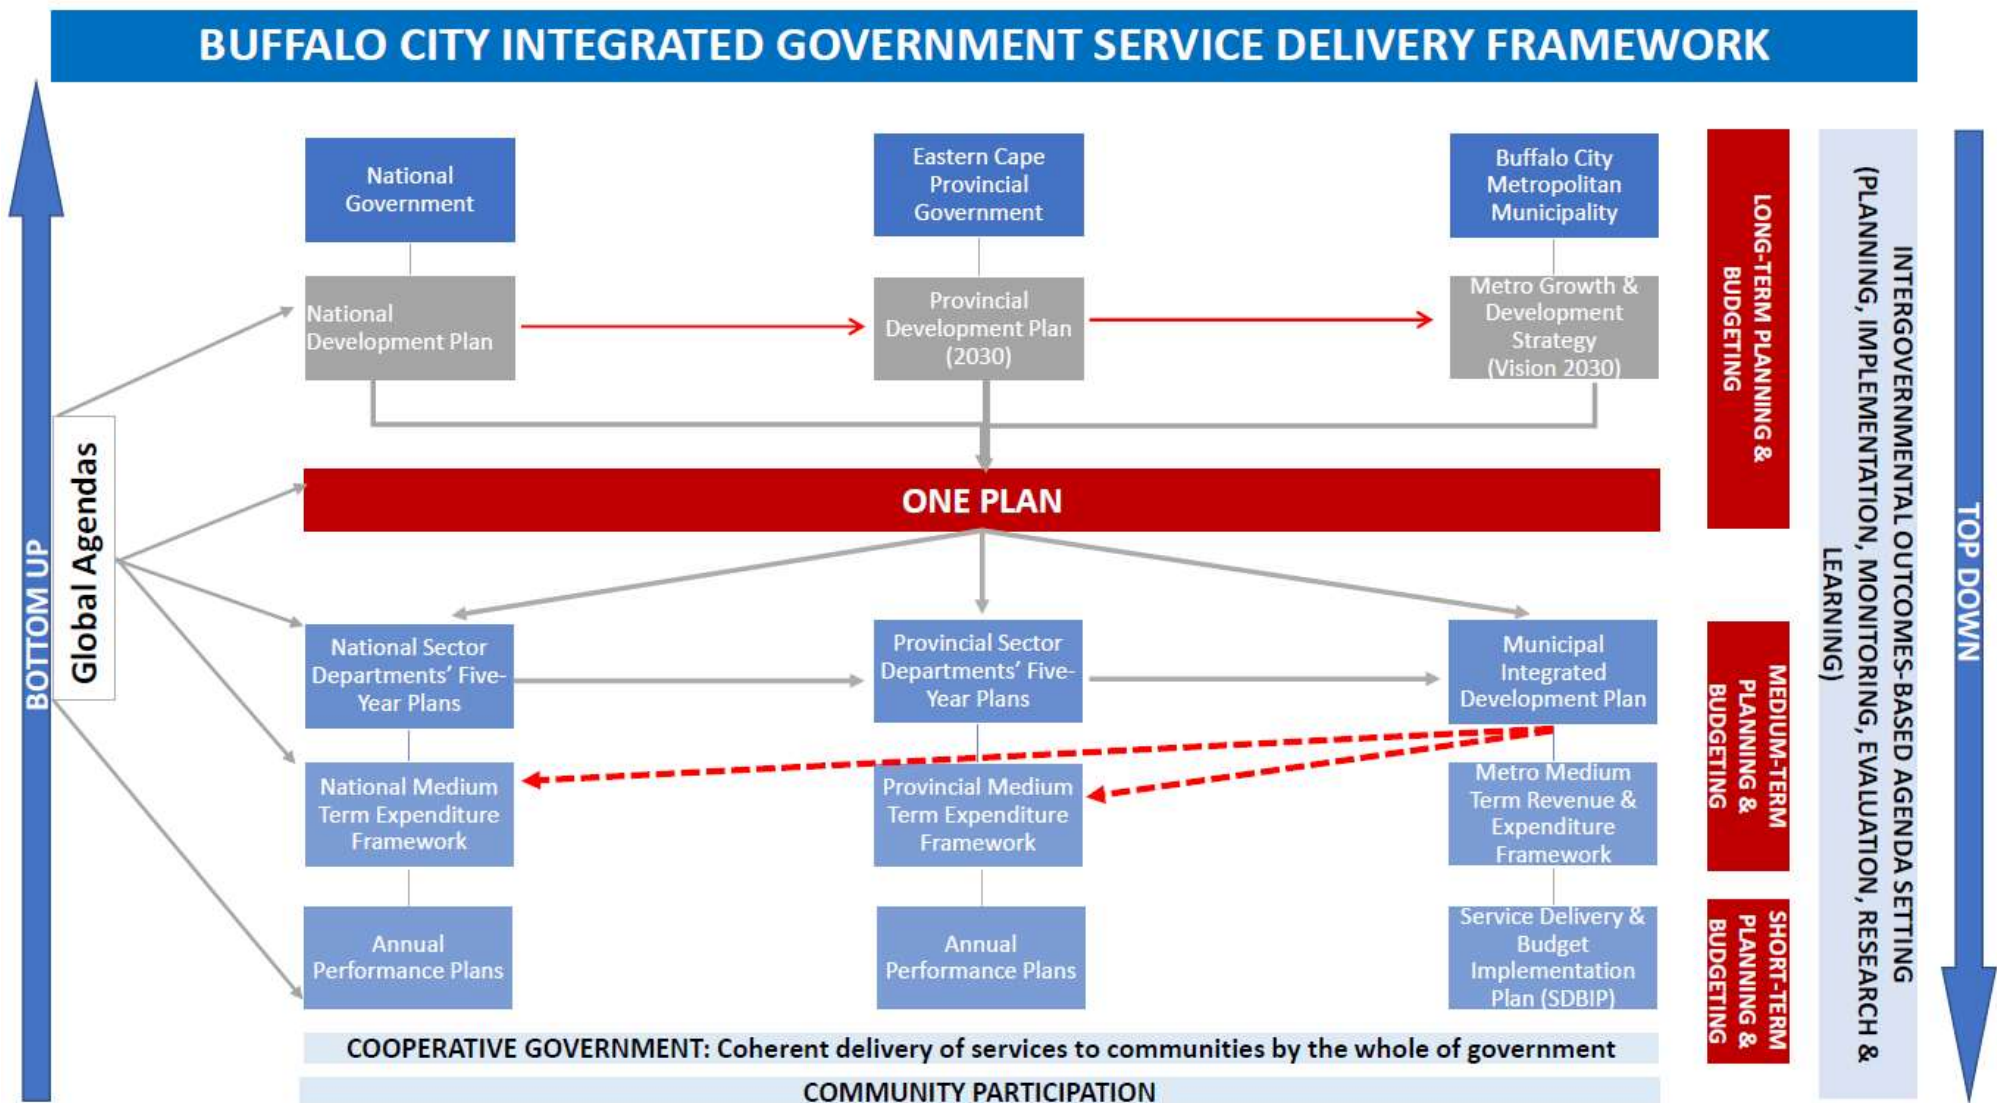 BUFFALO CITY INTEGRATED GOVERNMENT SERVICE DELIVERY FRAMEWORK
BOTTOM UP
Global Agendas
National
Government
Eastern Cape
Provincial
Government
Buffalo City
Metropolitan
Municipality
National
Development Plan
Provincial
Development Plan
(2030)
Metro Growth &
Development
Strategy
(Vision 2030)
ONE PLAN
National Sector
Departments’ Five-
Year Plans
Provincial Sector
Departments’ Five-
Year Plans
Municipal
Integrated
Development Plan
National Medium
Term Expenditure
Framework
Provincial Medium
Term Expenditure
Framework
Metro Medium
Term Revenue &
Expenditure
Framework
Annual
Performance Plans
Annual
Performance Plans
Service Delivery &
Budget
Implementation
Plan (SDBIP)
COOPERATIVE GOVERNMENT: Coherent delivery of services to communities by the whole of government
COMMUNITY PARTICIPATION
LONG-TERM PLANNING &
BUDGETING
MEDIUM-TERM
PLANNING &
BUDGETING
SHORT-TERM
PLANNING &
BUDGETING
INTERGOVERNMENTAL OUTCOMES-BASED AGENDA SETTING
(PLANNING, IMPLEMENTATION, MONITORING, EVALUATION, RESEARCH &
LEARNING)
TOP DOWN